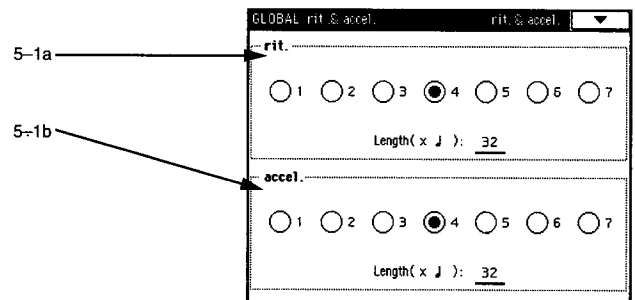 GLOBAL rit.& accel. rit.& accel. ▼
5–1a
rit.
1 2 3 4 5 6 7
5–1b
Length( x ♩ ): 32
accel.
1 2 3 4 5 6 7
Length( x ♩ ): 32